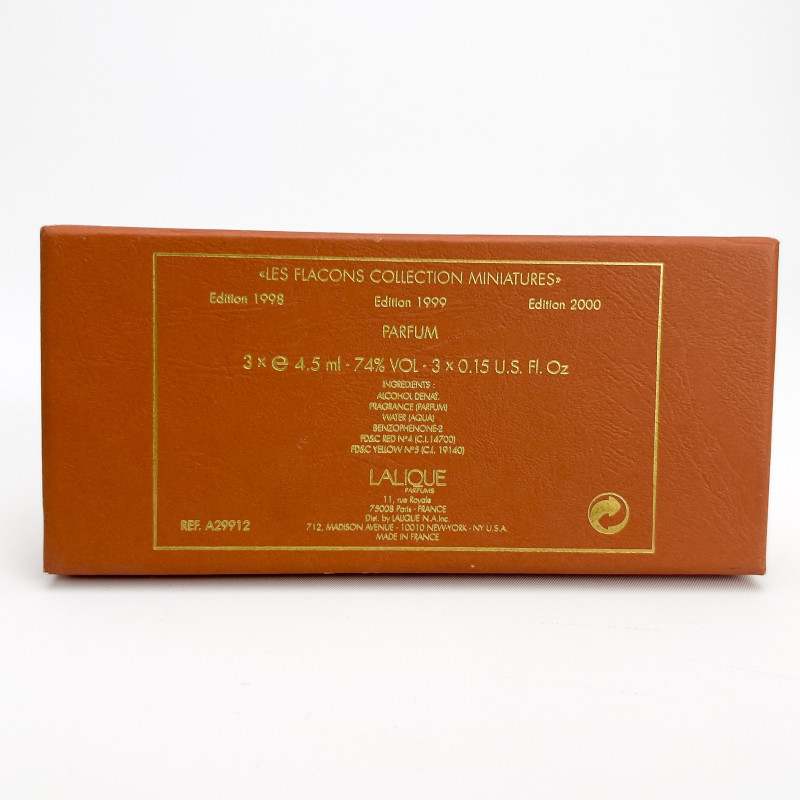 «LES FLACONS COLLECTION MINIATURES»
Edition 1998 Edition 1999 Edition 2000
PARFUM
3 x ℮ 4,5 ml - 74% VOL - 3 x 0.15 U.S. Fl. Oz
INGREDIENTS :
ALCOHOL DENAT.
FRAGRANCE (PARFUM)
WATER (AQUA)
BENZOPHENONE-2
FD&C RED N°4 (C.I.14700)
FD&C YELLOW N°5 (C.I. 19140)
LALIQUE
PARFUMS
11, rue Royale
75008 Paris - FRANCE
Dist. by LALIQUE N.A.Inc.
REF. A29912
712, MADISON AVENUE - 10010 NEW-YORK - NY U.S.A.
MADE IN FRANCE